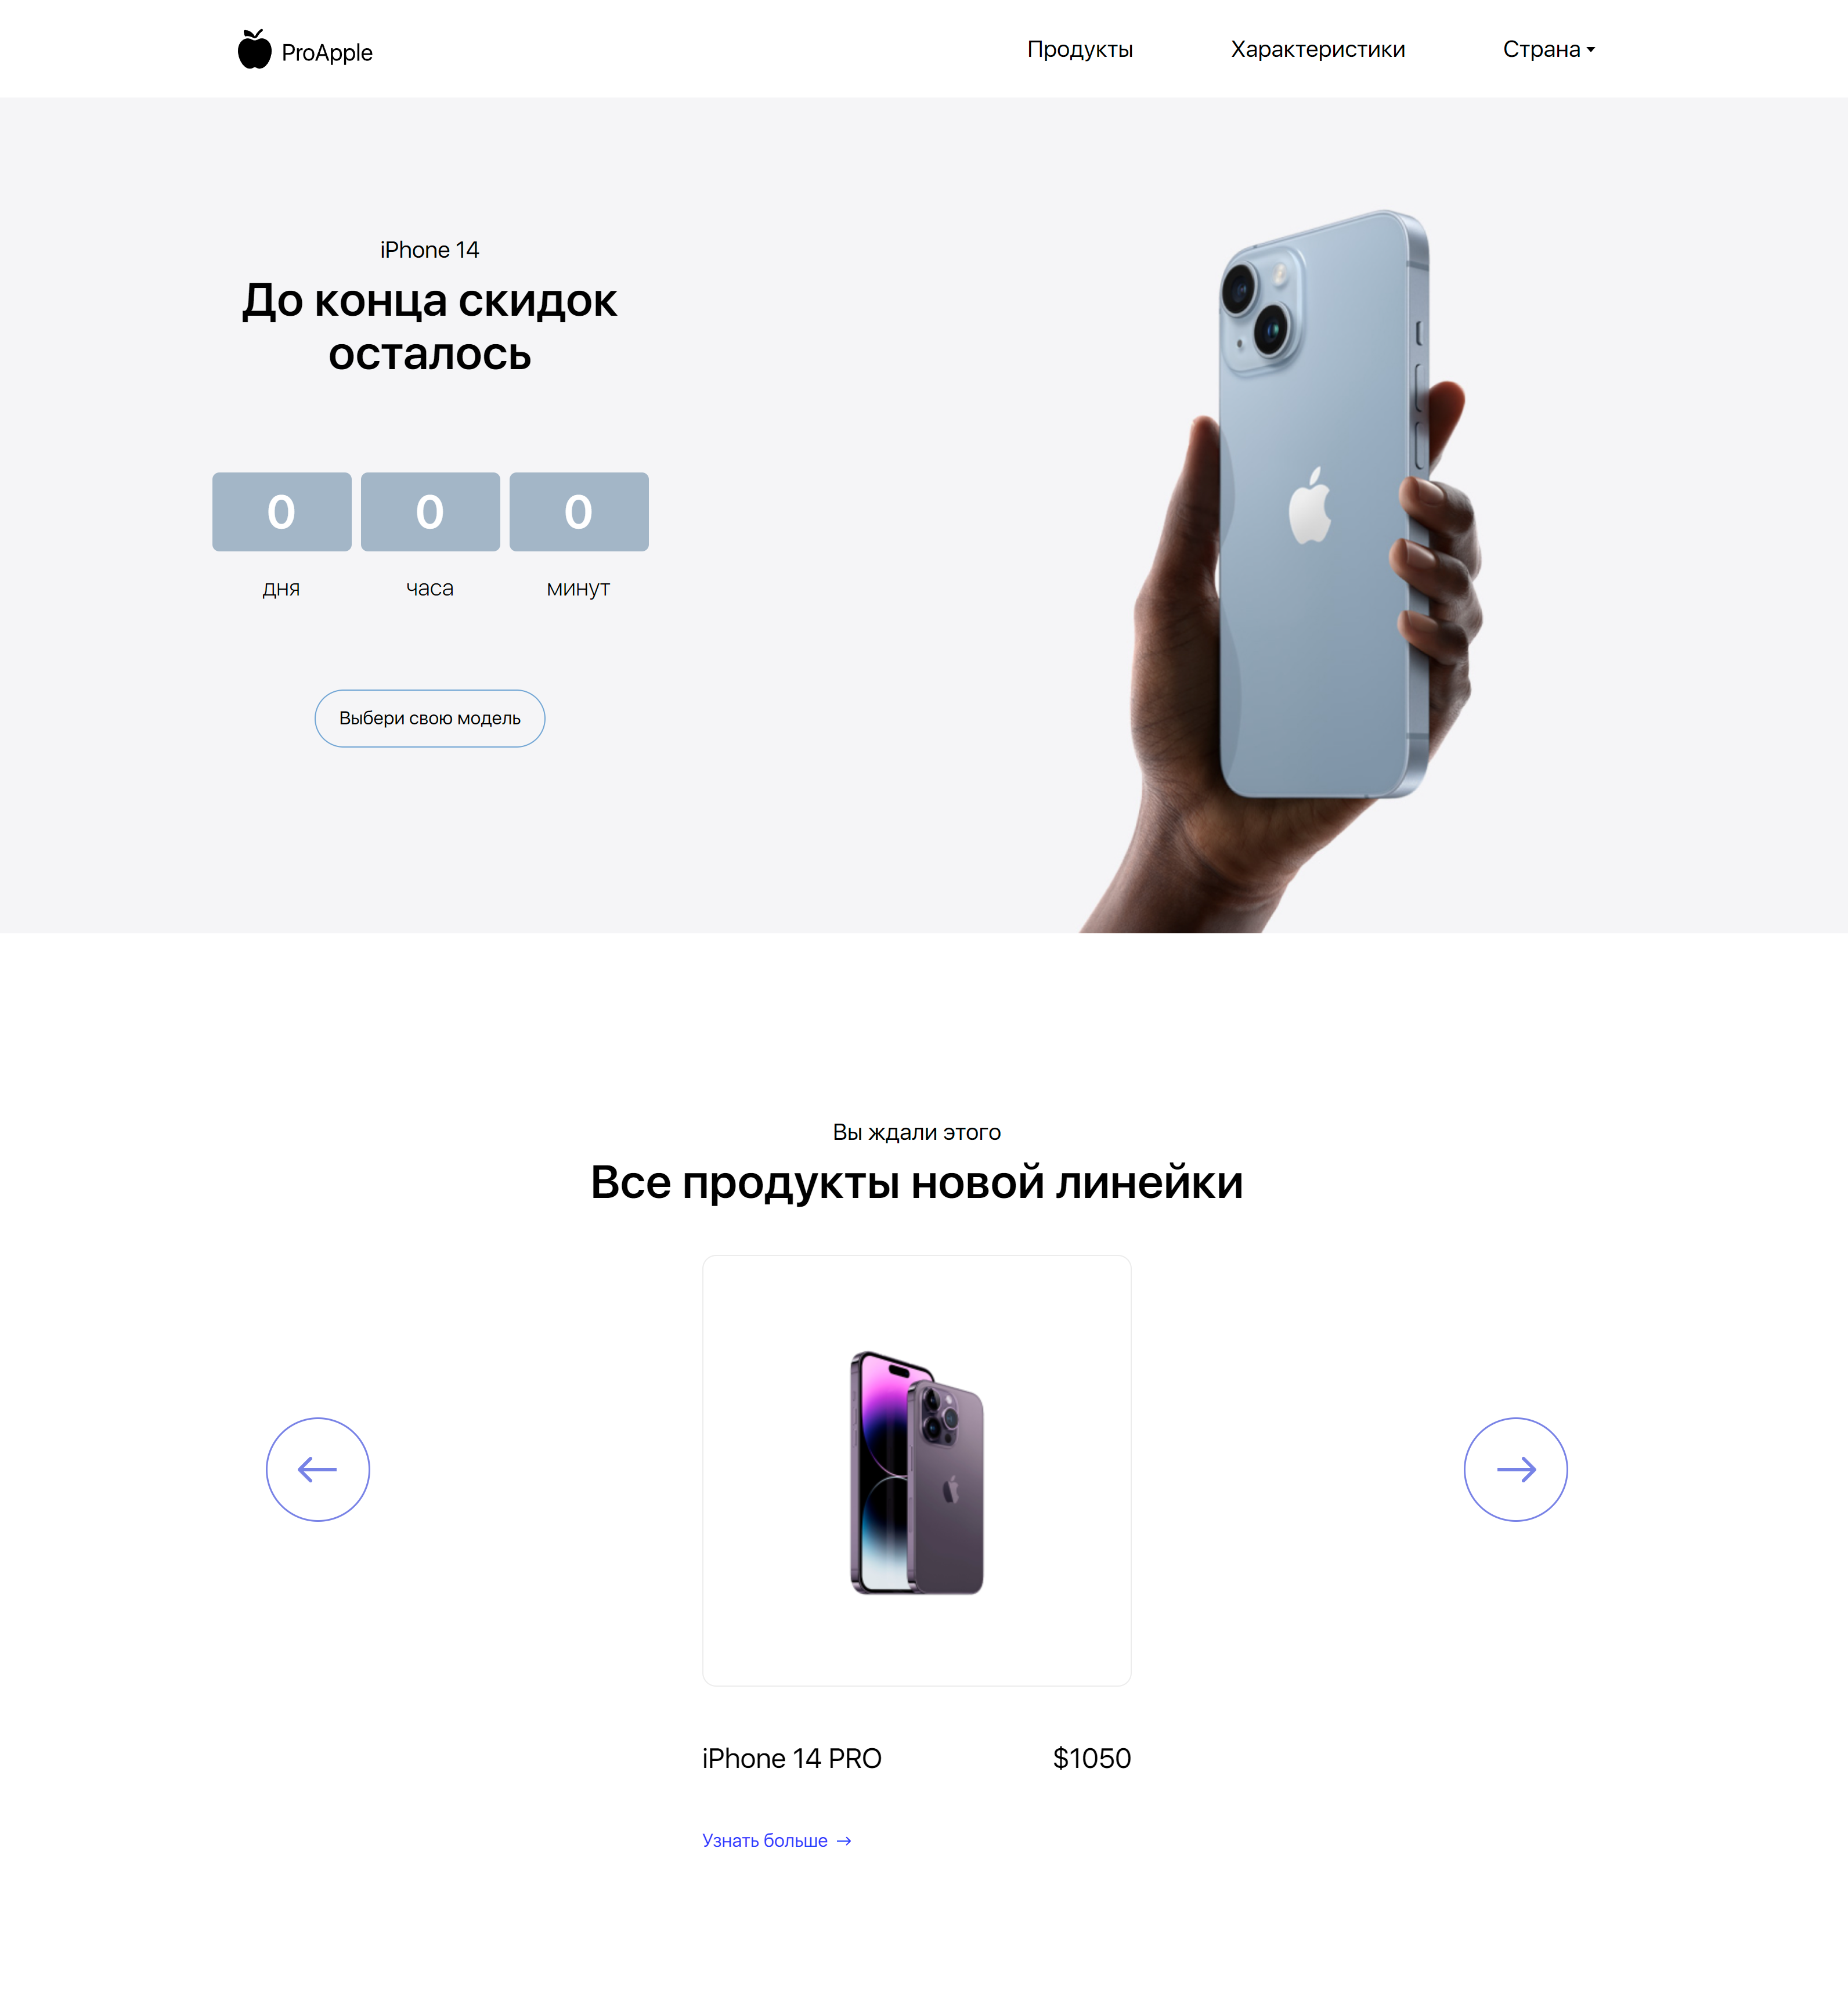 ProApple
Продукты
Характеристики
Страна
iPhone 14
До конца скидок
осталось
0
0
0
дня
часа
минут
Выбери свою модель
Вы ждали этого
Все продукты новой линейки
iPhone 14 PRO
$1050
Узнать больше →